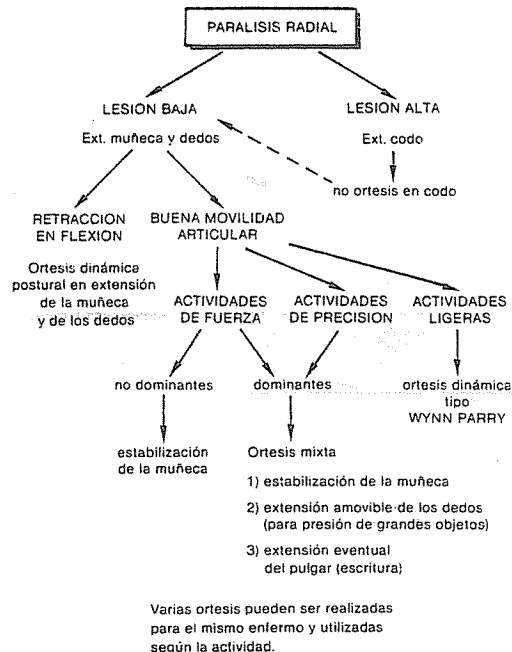 PARALISIS RADIAL
LESION BAJA
Ext. muñeca y dedos
LESION ALTA
Ext. codo
no ortesis en codo
RETRACCION
EN FLEXION
Ortesis dinámica
postural en extensión
de la muñeca
y de los dedos
BUENA MOVILIDAD
ARTICULAR
ACTIVIDADES
DE FUERZA
ACTIVIDADES
DE PRECISION
ACTIVIDADES
LIGERAS
no dominantes
dominantes
ortesis dinámica
tipo
WYNN PARRY
estabilización
de la muñeca
Ortesis mixta
1) estabilización de la muñeca
2) extensión amovible de los dedos
(para presión de grandes objetos)
3) extensión eventual
del pulgar (escritura)
Varias ortesis pueden ser realizadas
para el mismo enfermo y utilizadas
según la actividad.